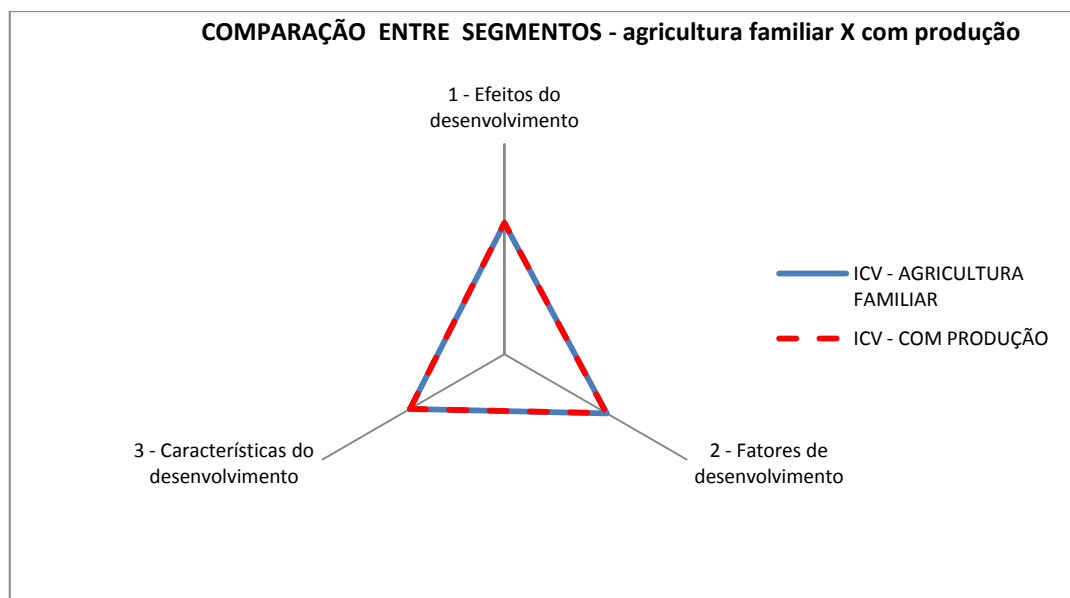 COMPARAÇÃO ENTRE SEGMENTOS - agricultura familiar X com produção
1 - Efeitos do
desenvolvimento
ICV - AGRICULTURA
FAMILIAR
ICV - COM PRODUÇÃO
3 - Características do
desenvolvimento
2 - Fatores de
desenvolvimento